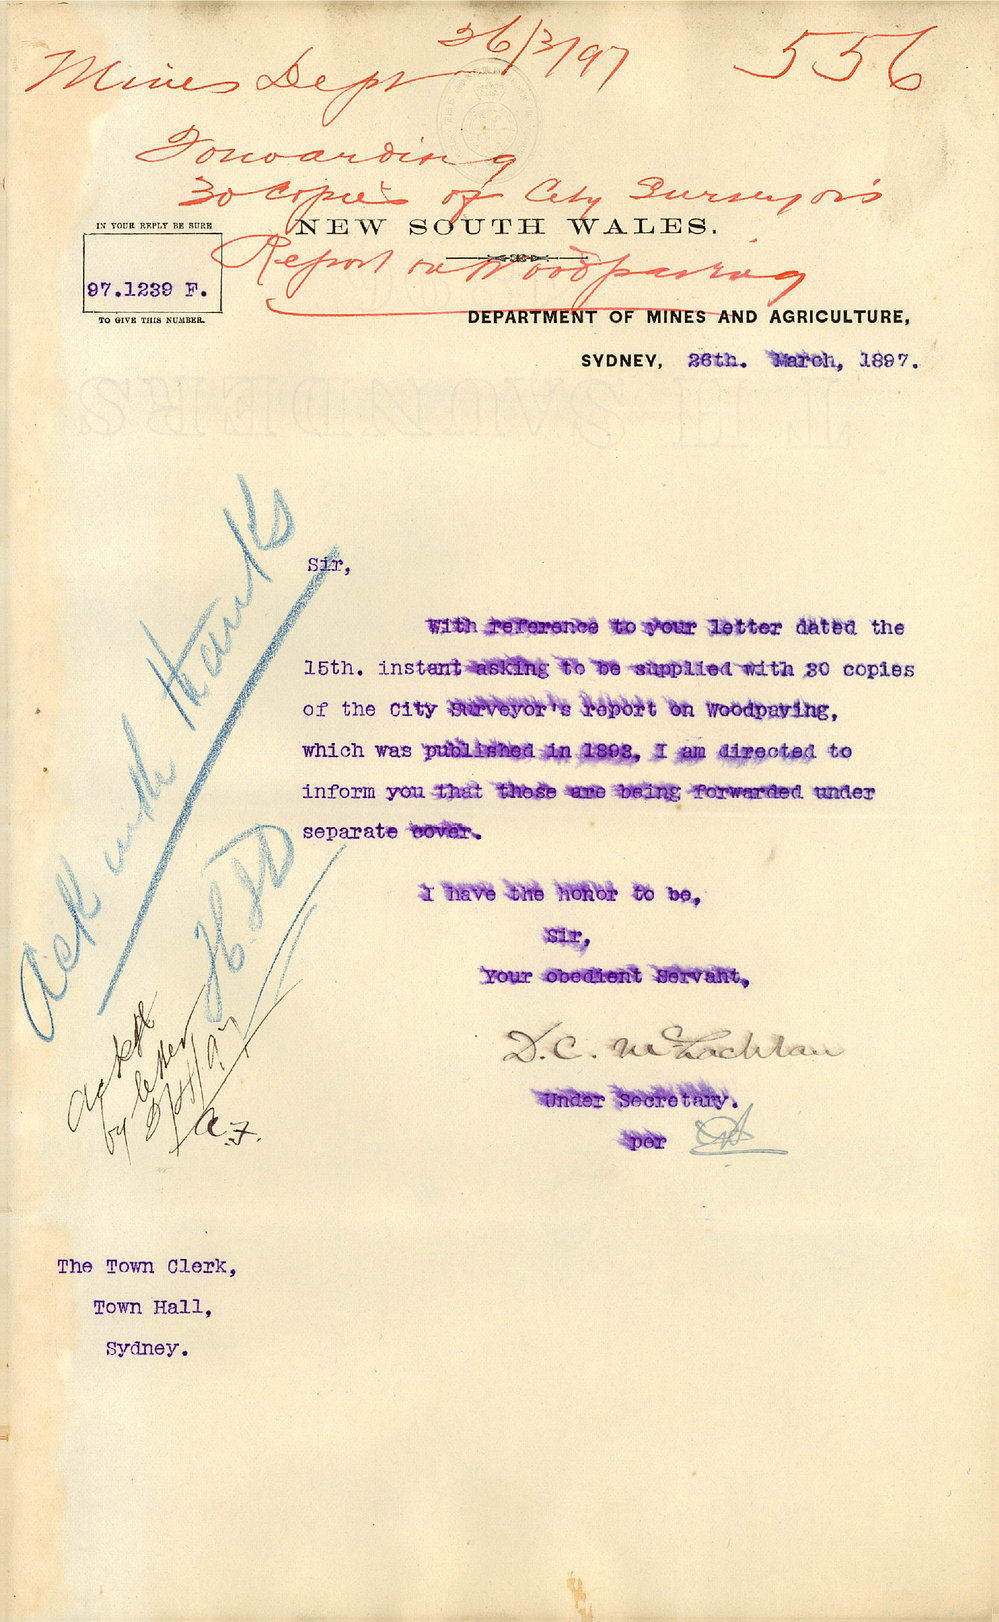 26/3/97 556
Mines Dept
Forwarding
30 Copies of City Surveyor's
NEW SOUTH WALES.
Report on Woodpaving
IN YOUR REPLY BE SURE
97.1239 F.
TO GIVE THIS NUMBER.
DEPARTMENT OF MINES AND AGRICULTURE,
SYDNEY, 26th. March, 1897.
T H SAUNDERS
Ack with thanks
Sir,
With reference to your letter dated the
15th. instant asking to be supplied with 30 copies
of the City Surveyor's report on Woodpaving,
which was published in 1893, I am directed to
inform you that these are being forwarded under
separate cover.
I have the honor to be,
Sir,
Your obedient Servant,
D.C. McLachlan
Under Secretary.
per
Ackd
by letter
A.F.
The Town Clerk,
Town Hall,
Sydney.